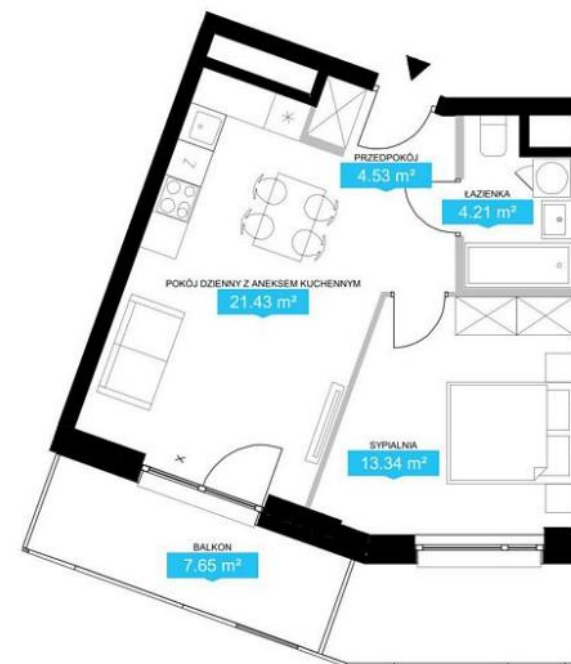 PRZEDPOKÓJ
4.53 m²
ŁAZIENKA
4.21 m²
POKÓJ DZIENNY Z ANEKSEM KUCHENNYM
21.43 m²
Z
SYPIALNIA
13.34 m²
BALKON
7.65 m²